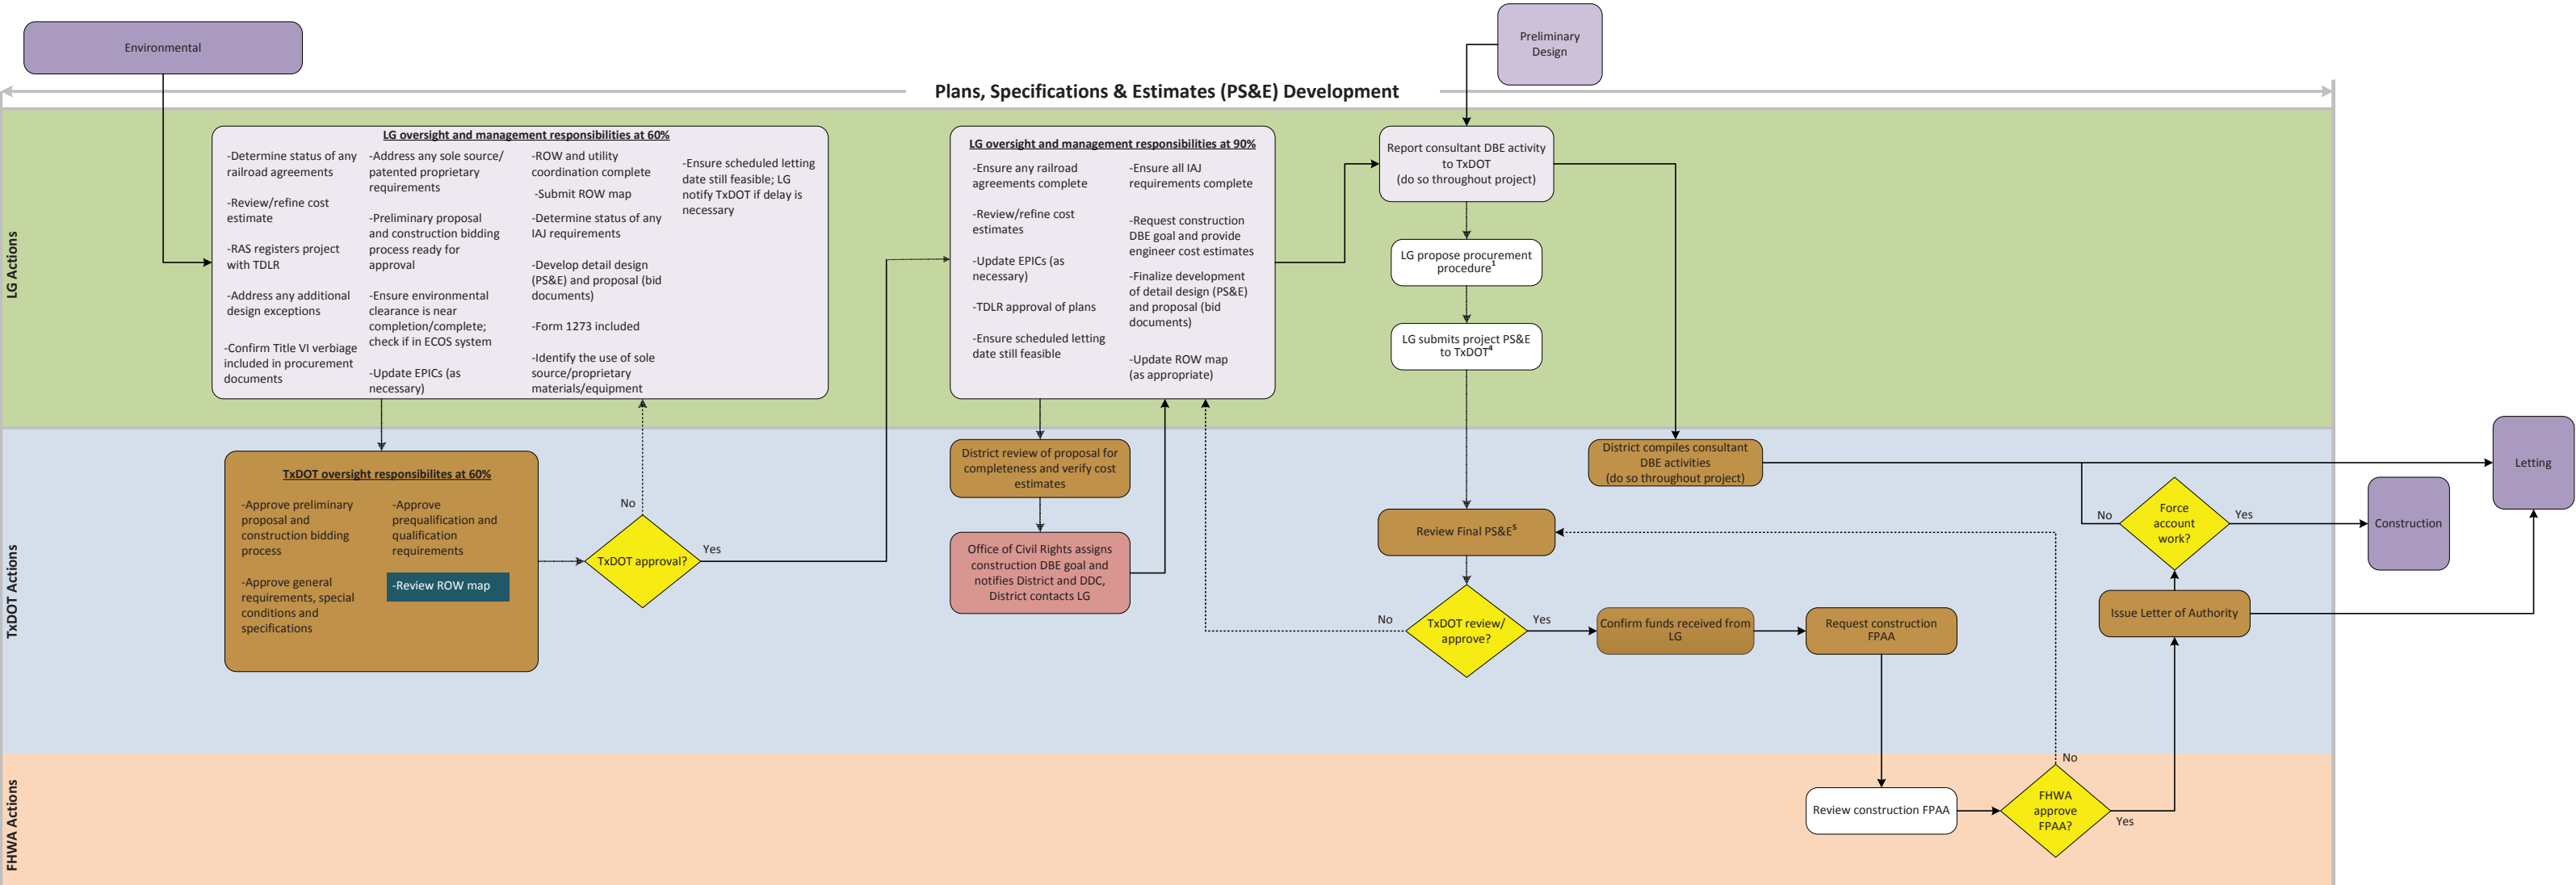 Environmental
Preliminary
Design
Plans, Specifications & Estimates (PS&E) Development
LG Actions
LG oversight and management responsibilities at 60%
-Determine status of any
railroad agreements
-Review/refine cost
estimate
-RAS registers project
with TDLR
-Address any additional
design exceptions
-Confirm Title VI verbiage
included in procurement
documents
-Address any sole source/
patented proprietary
requirements
-Preliminary proposal
and construction bidding
process ready for
approval
-Ensure environmental
clearance is near
completion/complete;
check if in ECOS system
-Update EPICs (as
necessary)
-ROW and utility
coordination complete
-Submit ROW map
-Determine status of any
IAJ requirements
-Develop detail design
(PS&E) and proposal (bid
documents)
-Form 1273 included
-Identify the use of sole
source/proprietary
materials/equipment
-Ensure scheduled letting
date still feasible; LG
notify TxDOT if delay is
necessary
LG oversight and management responsibilities at 90%
-Ensure any railroad
agreements complete
-Review/refine cost
estimates
-Update EPICs (as
necessary)
-TDLR approval of plans
-Ensure scheduled letting
date still feasible
-Ensure all IAJ
requirements complete
-Request construction
DBE goal and provide
engineer cost estimates
-Finalize development
of detail design (PS&E)
and proposal (bid
documents)
-Update ROW map
(as appropriate)
Report consultant DBE activity
to TxDOT
(do so throughout project)
LG propose procurement
procedure¹
LG submits project PS&E
to TxDOT⁴
TxDOT Actions
TxDOT oversight responsibilites at 60%
-Approve preliminary
proposal and
construction bidding
process
-Approve general
requirements, special
conditions and
specifications
-Approve
prequalification and
qualification
requirements
-Review ROW map
No
TxDOT approval?
Yes
District review of proposal for
completeness and verify cost
estimates
Office of Civil Rights assigns
construction DBE goal and
notifies District and DDC,
District contacts LG
District compiles consultant
DBE activities
(do so throughout project)
Review Final PS&E⁵
No
TxDOT review/
approve?
Yes
Confirm funds received from
LG
Request construction
FPAA
Issue Letter of Authority
No
Force
account
work?
Yes
Construction
Letting
FHWA Actions
Review construction FPAA
No
FHWA
approve
FPAA?
Yes